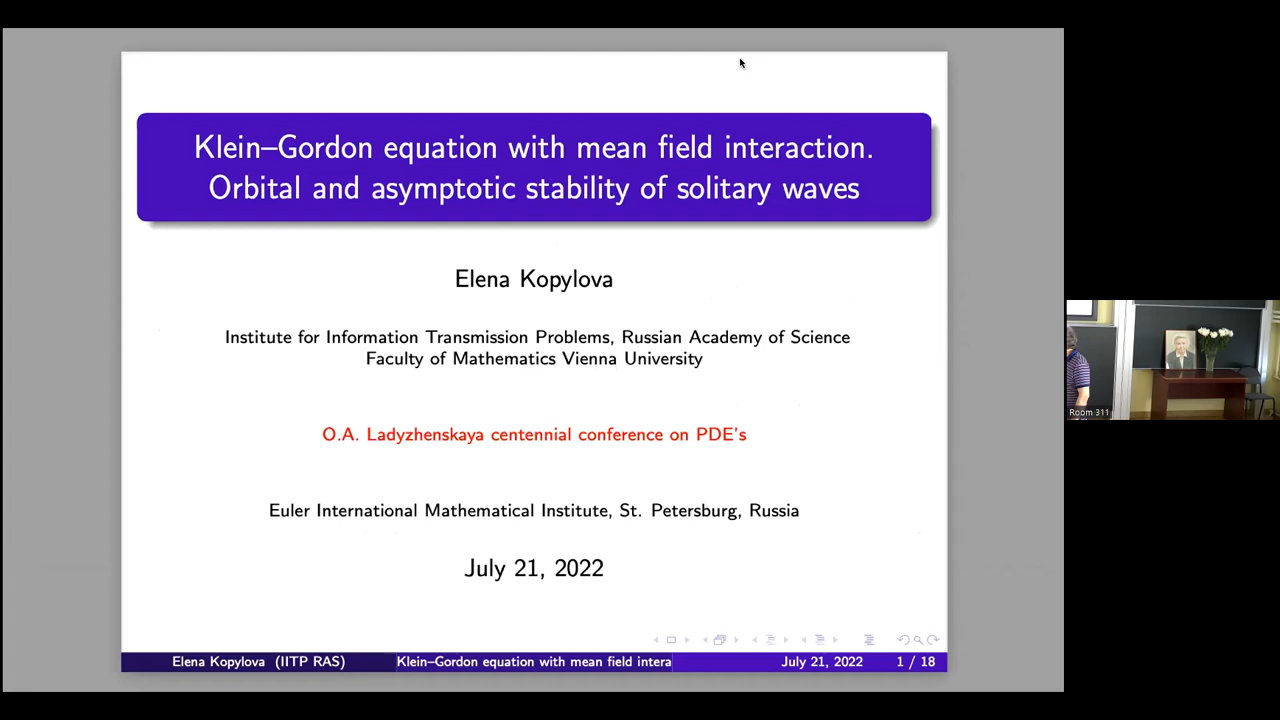 Klein–Gordon equation with mean field interaction.
Orbital and asymptotic stability of solitary waves
Elena Kopylova
Institute for Information Transmission Problems, Russian Academy of Science
Faculty of Mathematics Vienna University
O.A. Ladyzhenskaya centennial conference on PDE's
Euler International Mathematical Institute, St. Petersburg, Russia
July 21, 2022
Elena Kopylova (IITP RAS)
Klein–Gordon equation with mean field intera
July 21, 2022
1 / 18
Room 311